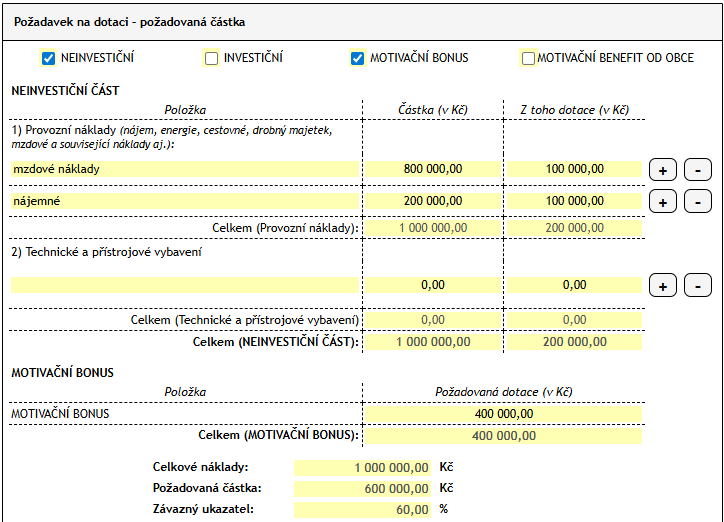 Požadavek na dotaci – požadovaná částka
NEINVESTIČNÍ INVESTIČNÍ MOTIVAČNÍ BONUS MOTIVAČNÍ BENEFIT OD OBCE
NEINVESTIČNÍ ČÁST
Položka Částka (v Kč) Z toho dotace (v Kč)
1) Provozní náklady (nájem, energie, cestovné, drobný majetek,
mzdové a související náklady aj.):
mzdové náklady 800 000,00 100 000,00 + -
nájemné 200 000,00 100 000,00 + -
Celkem (Provozní náklady): 1 000 000,00 200 000,00
2) Technické a přístrojové vybavení
0,00 0,00 + -
Celkem (Technické a přístrojové vybavení) 0,00 0,00
Celkem (NEINVESTIČNÍ ČÁST): 1 000 000,00 200 000,00
MOTIVAČNÍ BONUS
Položka Požadovaná dotace (v Kč)
MOTIVAČNÍ BONUS 400 000,00
Celkem (MOTIVAČNÍ BONUS): 400 000,00
Celkové náklady: 1 000 000,00 Kč
Požadovaná částka: 600 000,00 Kč
Závazný ukazatel: 60,00 %